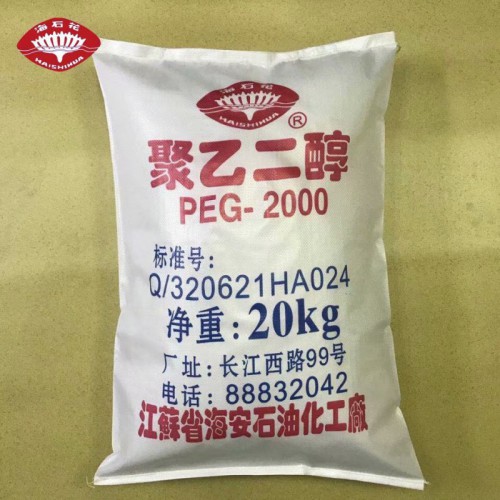 海石花
HAISHIHUA
海石花
HAISHIHUA
®
聚乙二醇
PEG-2000
标准号:
Q/320621HA024
净重:20kg
厂址:长江西路99号
电话:88832042
江蘇省海安石油化工廠